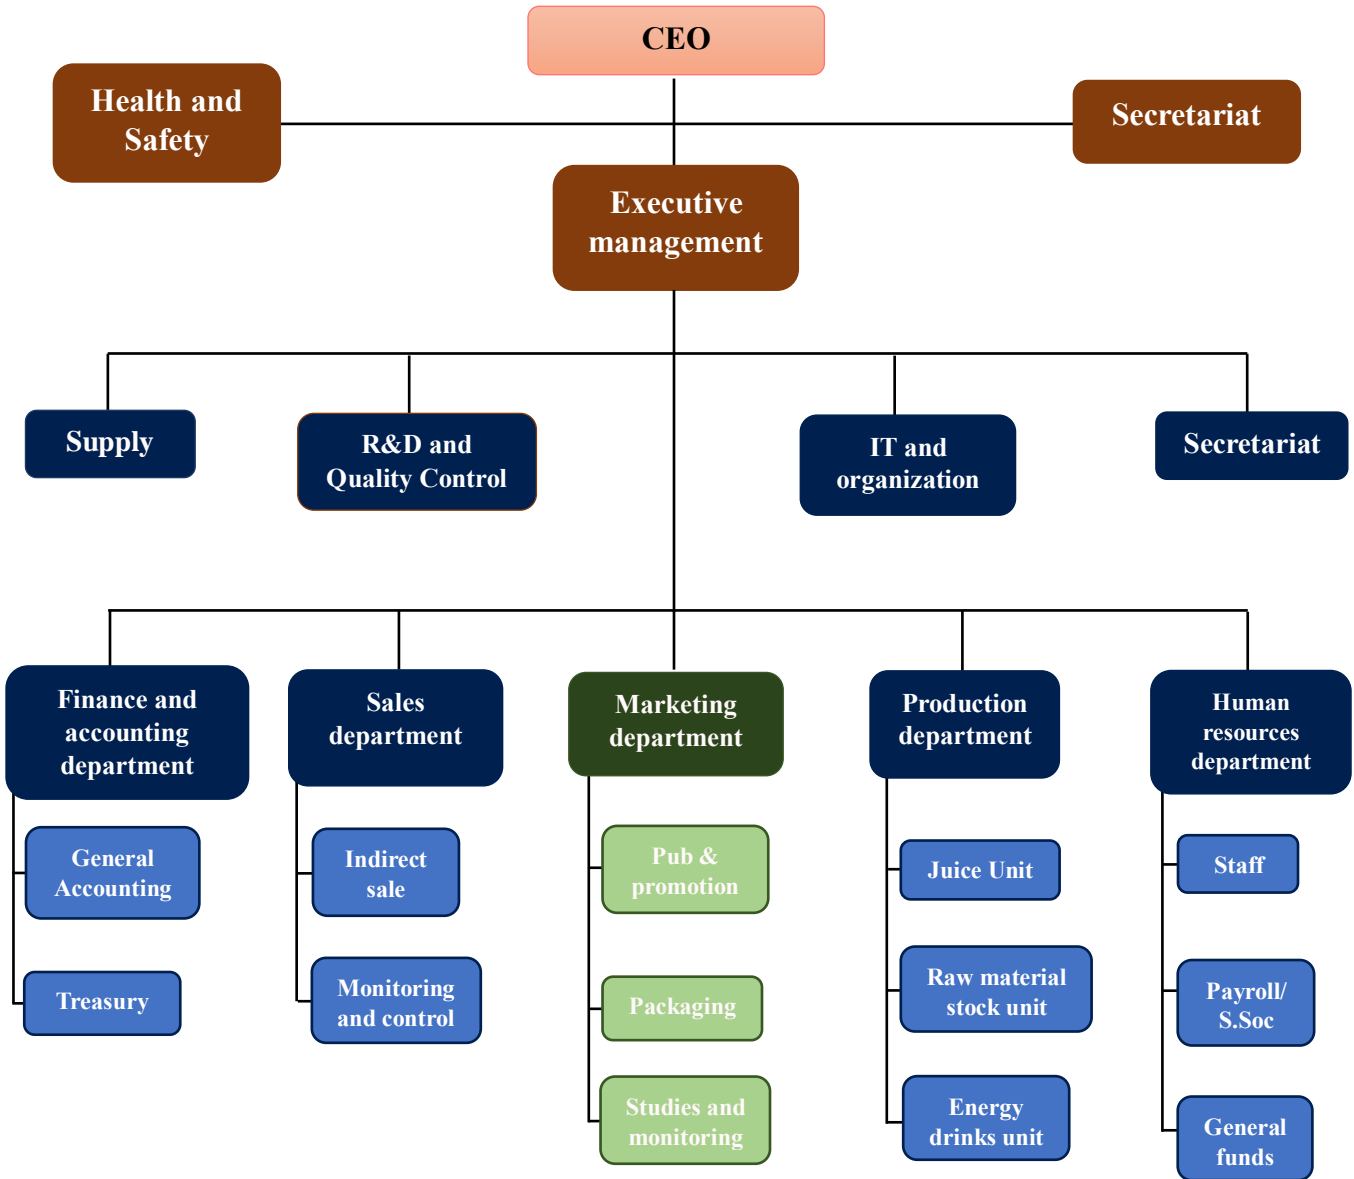 CEO
Health and
Safety
Secretariat
Executive
management
Supply
R&D and
Quality Control
IT and
organization
Secretariat
Finance and
accounting
department
Sales
department
Marketing
department
Production
department
Human
resources
department
General
Accounting
Treasury
Indirect
sale
Monitoring
and control
Pub &
promotion
Packaging
Studies and
monitoring
Juice Unit
Raw material
stock unit
Energy
drinks unit
Staff
Payroll/
S.Soc
General
funds